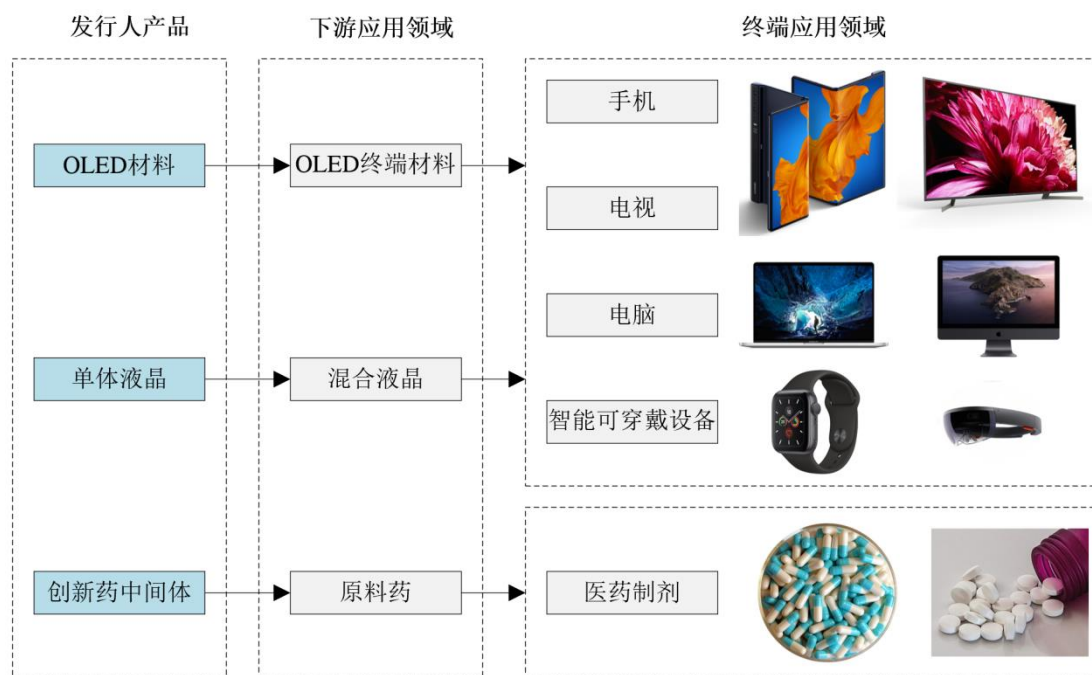 发行人产品
下游应用领域
终端应用领域
手机
OLED材料
OLED终端材料
电视
电脑
单体液晶
混合液晶
智能可穿戴设备
创新药中间体
原料药
医药制剂